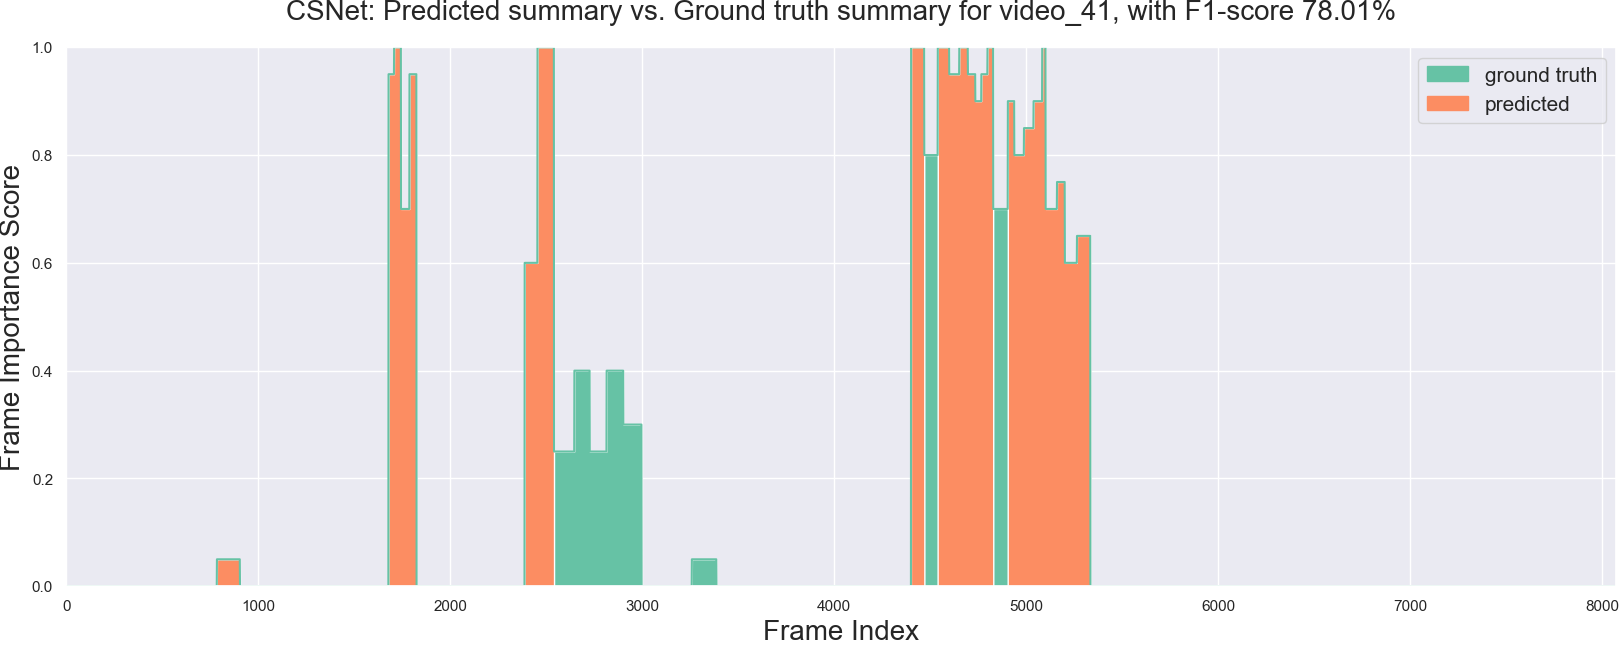 CSNet: Predicted summary vs. Ground truth summary for video_41, with F1-score 78.01%
Frame Importance Score
1.0
0.8
0.6
0.4
0.2
0.0
ground truth
predicted
0 1000 2000 3000 4000 5000 6000 7000 8000
Frame Index